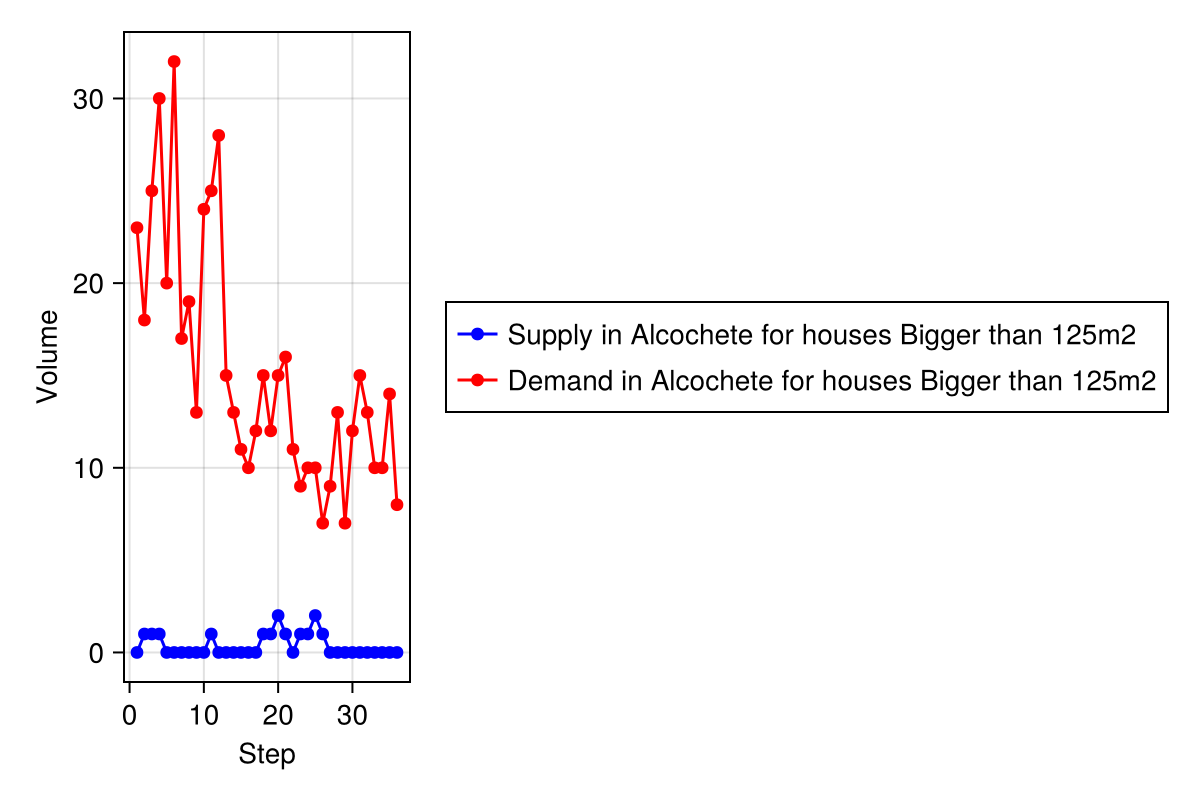 Volume
30
20
10
0
0 10 20 30
Step
Supply in Alcochete for houses Bigger than 125m2
Demand in Alcochete for houses Bigger than 125m2